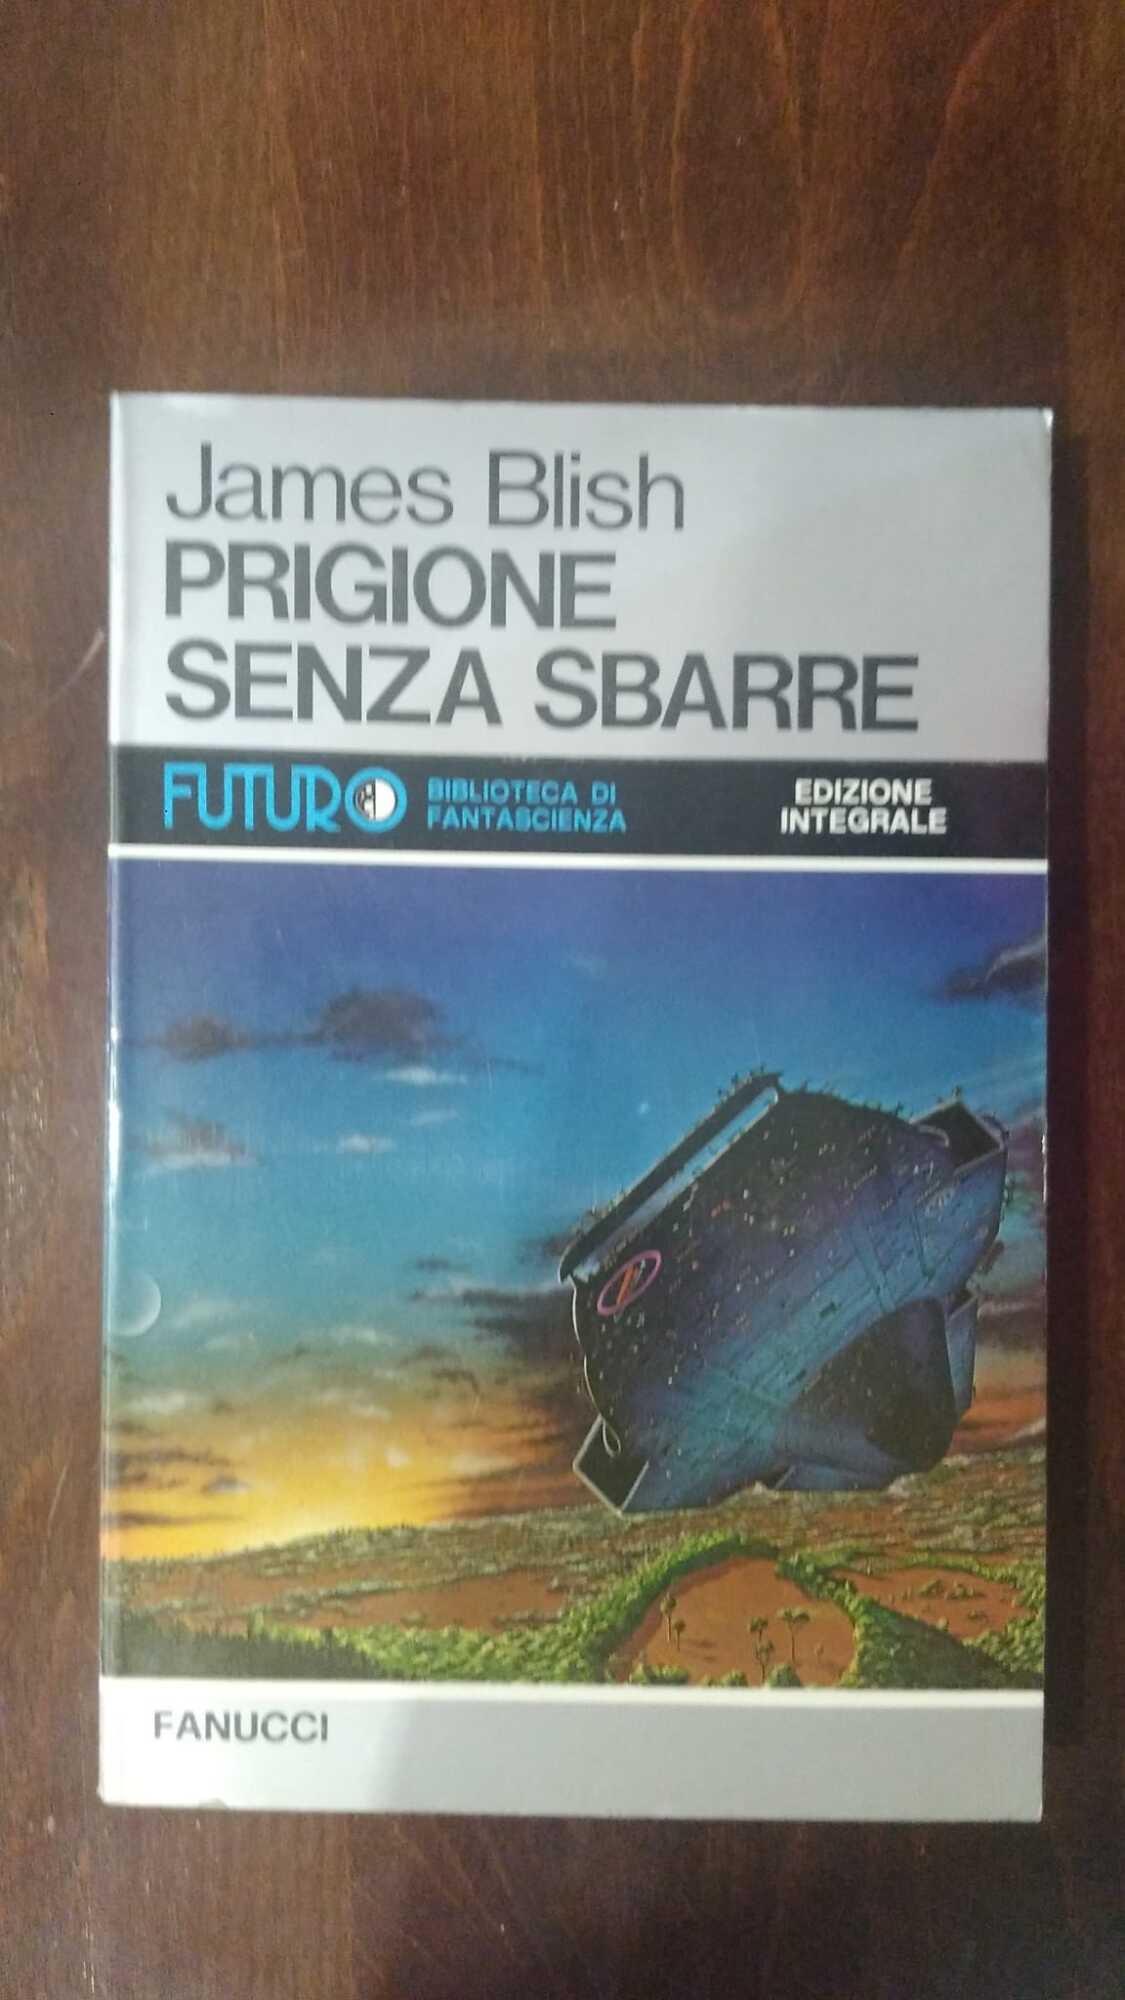 James Blish
PRIGIONE
SENZA SBARRE
FUTURO
BIBLIOTECA DI
FANTASCIENZA
EDIZIONE
INTEGRALE
FANUCCI